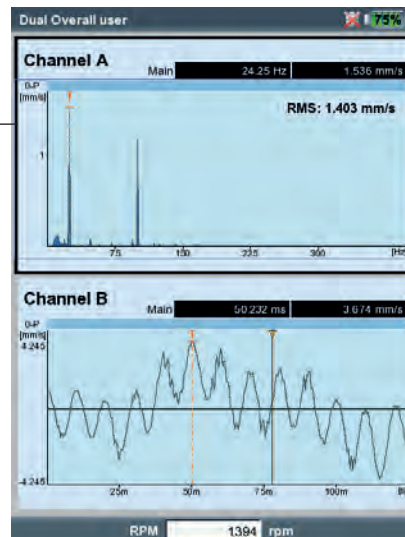 Dual Overall user 75%
Channel A
Main 24.25 Hz 1.536 mm/s
0-P
[mm/s]
RMS: 1.403 mm/s
1
75 150 225 300 [Hz]
Channel B
Main 50.232 ms 3.674 mm/s
0-P
[mm/s]
4.245
-4.245
25m 50m 75m 100m
RPM 1394 rpm